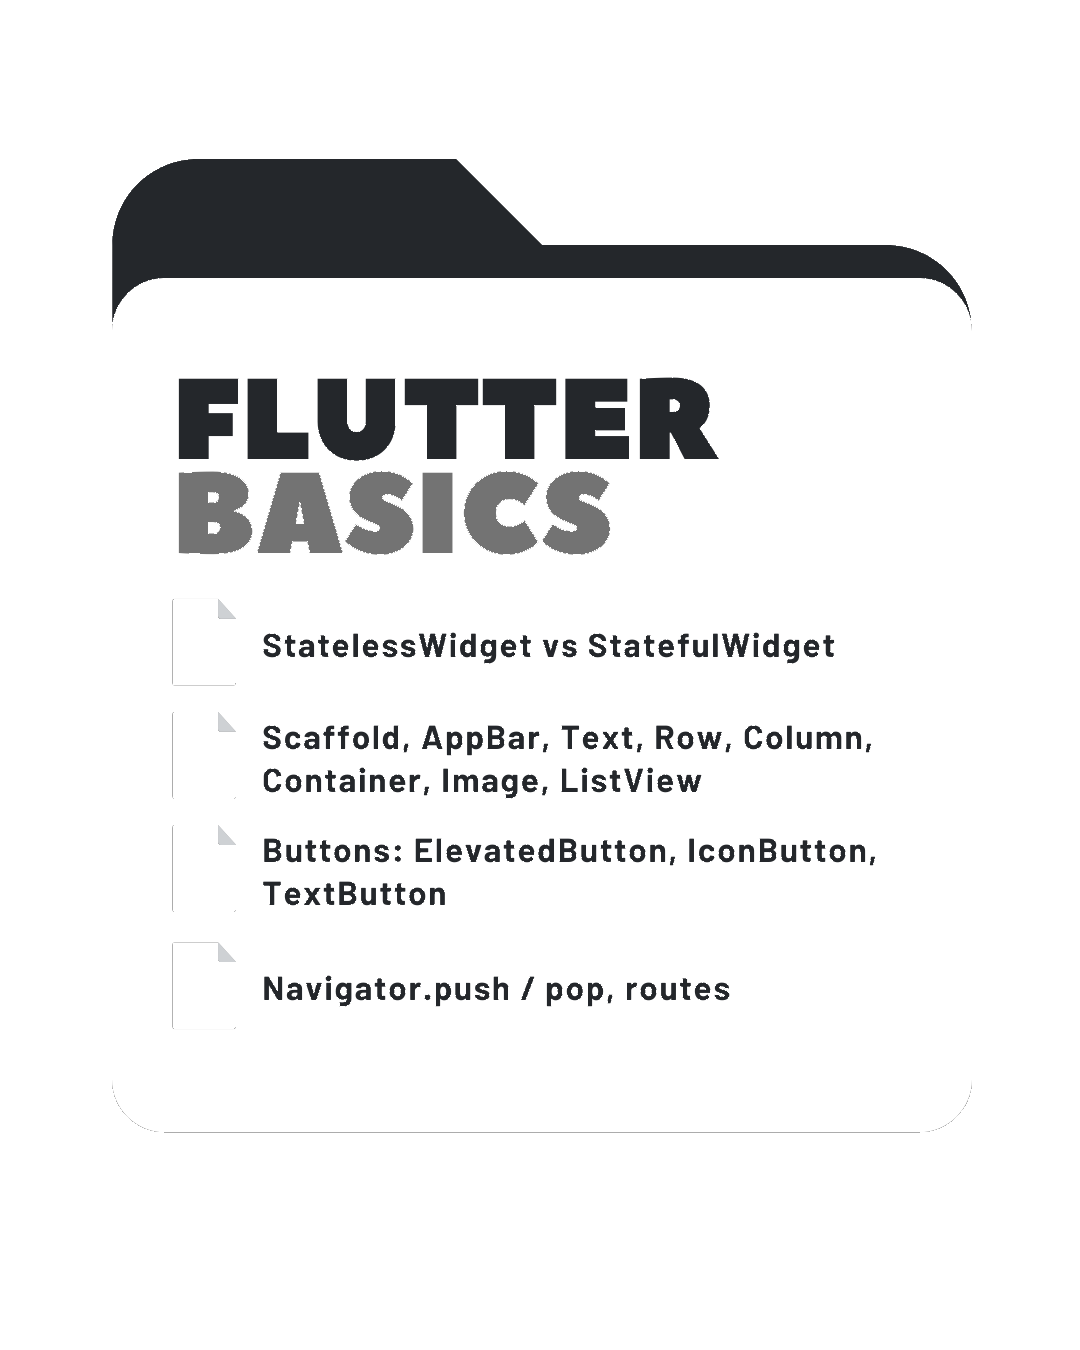 FLUTTER
BASICS
StatelessWidget vs StatefulWidget
Scaffold, AppBar, Text, Row, Column,
Container, Image, ListView
Buttons: ElevatedButton, IconButton,
TextButton
Navigator.push / pop, routes